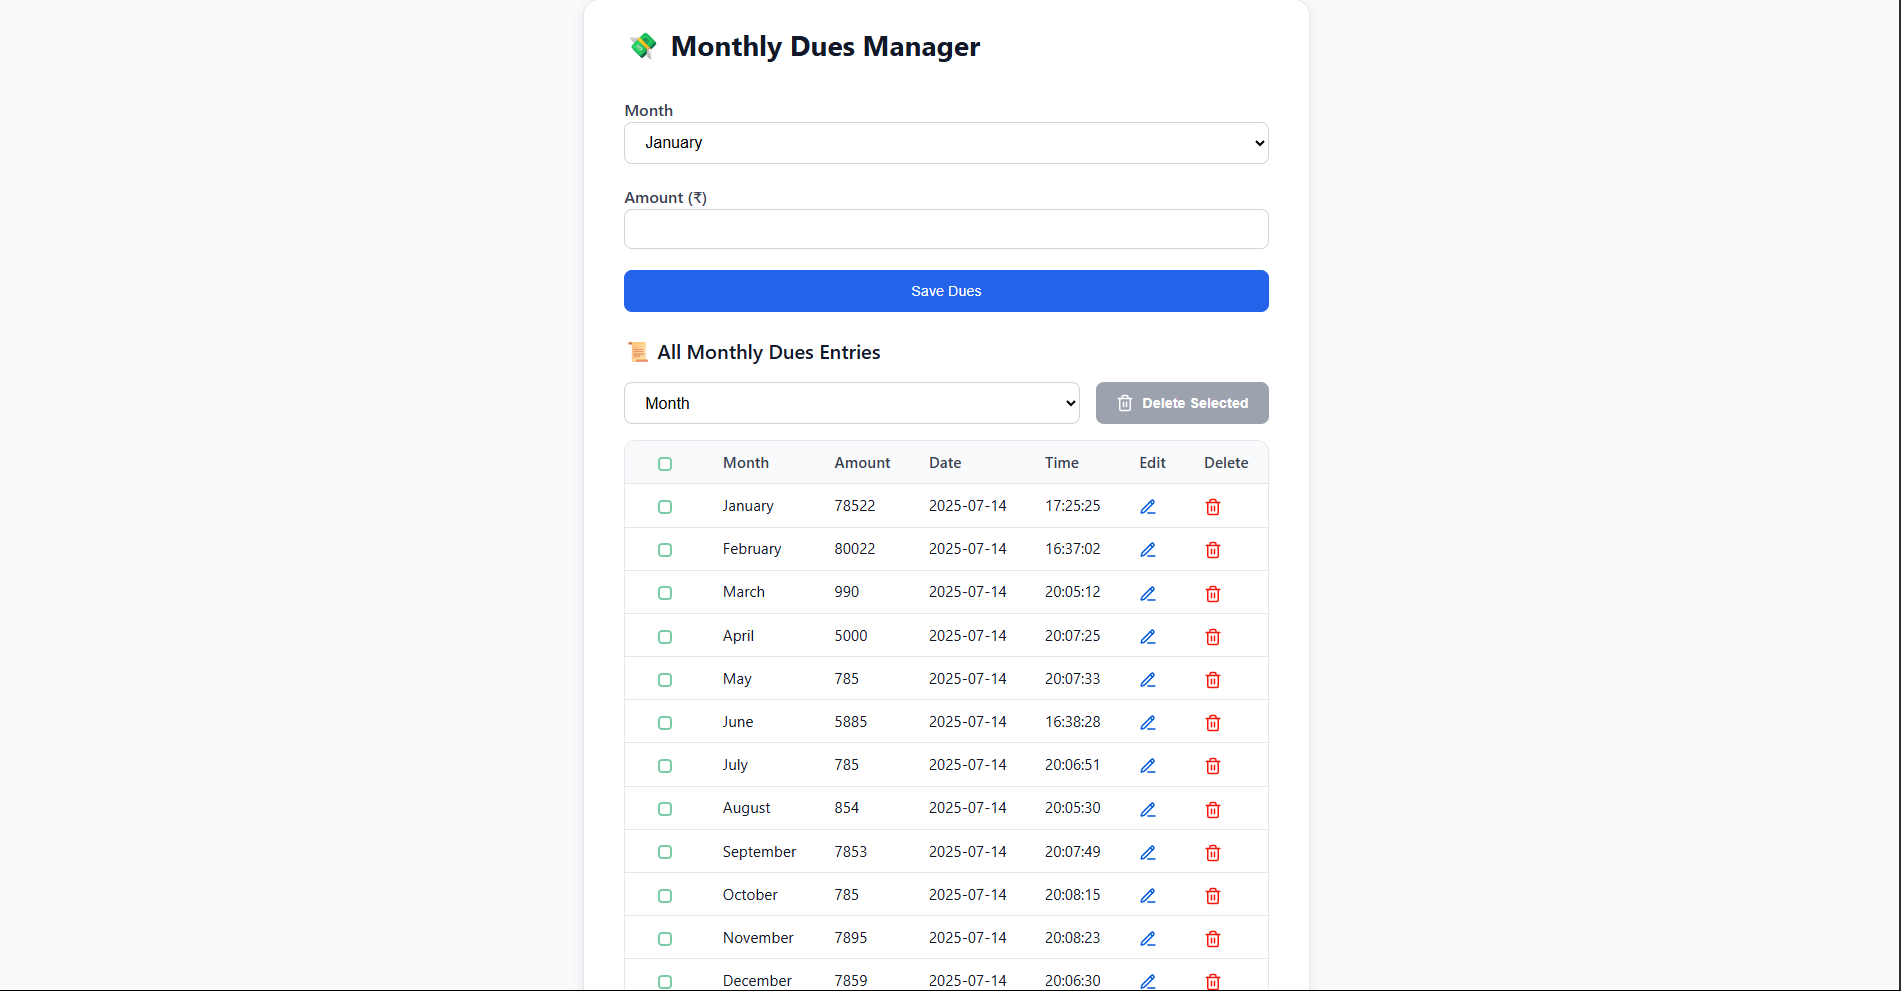 💸 Monthly Dues Manager
Month
January
Amount (₹)
Save Dues
📜 All Monthly Dues Entries
Month
Delete Selected
Month Amount Date Time Edit Delete
January 78522 2025-07-14 17:25:25
February 80022 2025-07-14 16:37:02
March 990 2025-07-14 20:05:12
April 5000 2025-07-14 20:07:25
May 785 2025-07-14 20:07:33
June 5885 2025-07-14 16:38:28
July 785 2025-07-14 20:06:51
August 854 2025-07-14 20:05:30
September 7853 2025-07-14 20:07:49
October 785 2025-07-14 20:08:15
November 7895 2025-07-14 20:08:23
December 7859 2025-07-14 20:06:30